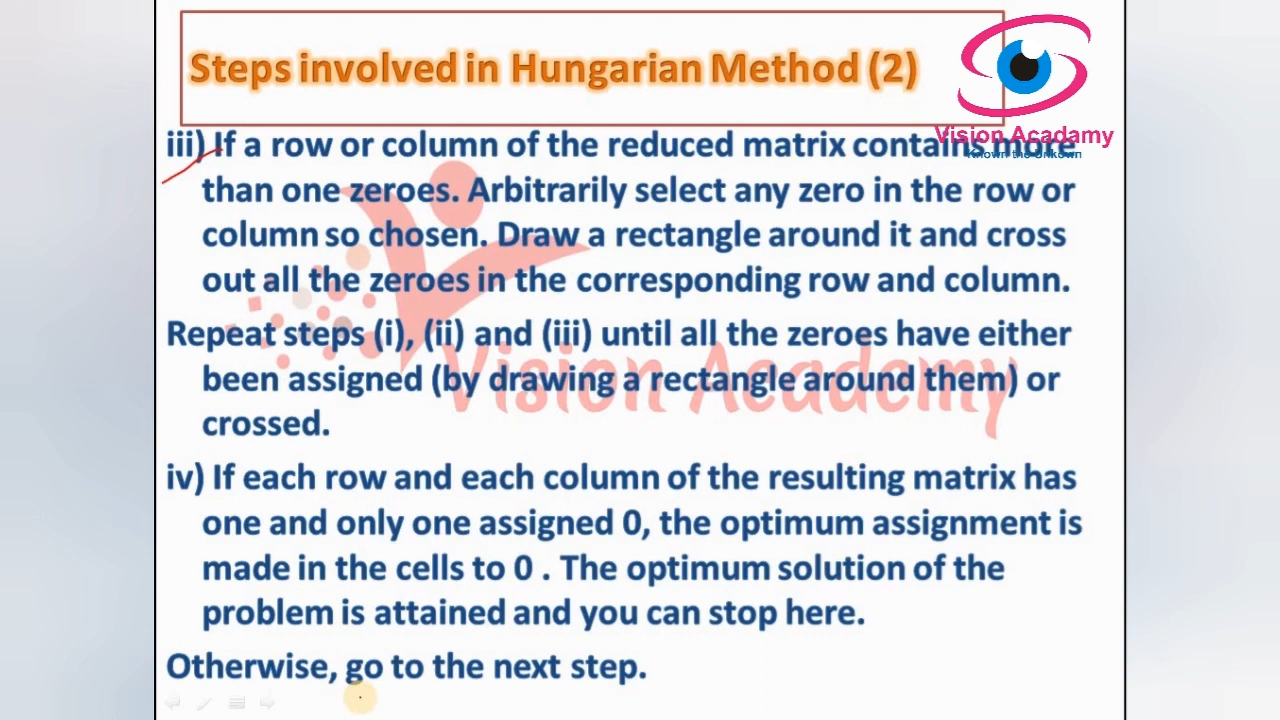 Steps involved in Hungarian Method (2)
Vision Acadamy
Known the Unkown
iii) If a row or column of the reduced matrix contains more
than one zeroes. Arbitrarily select any zero in the row or
column so chosen. Draw a rectangle around it and cross
out all the zeroes in the corresponding row and column.
Repeat steps (i), (ii) and (iii) until all the zeroes have either
been assigned (by drawing a rectangle around them) or
crossed.
Vision Academy
iv) If each row and each column of the resulting matrix has
one and only one assigned 0, the optimum assignment is
made in the cells to 0 . The optimum solution of the
problem is attained and you can stop here.
Otherwise, go to the next step.